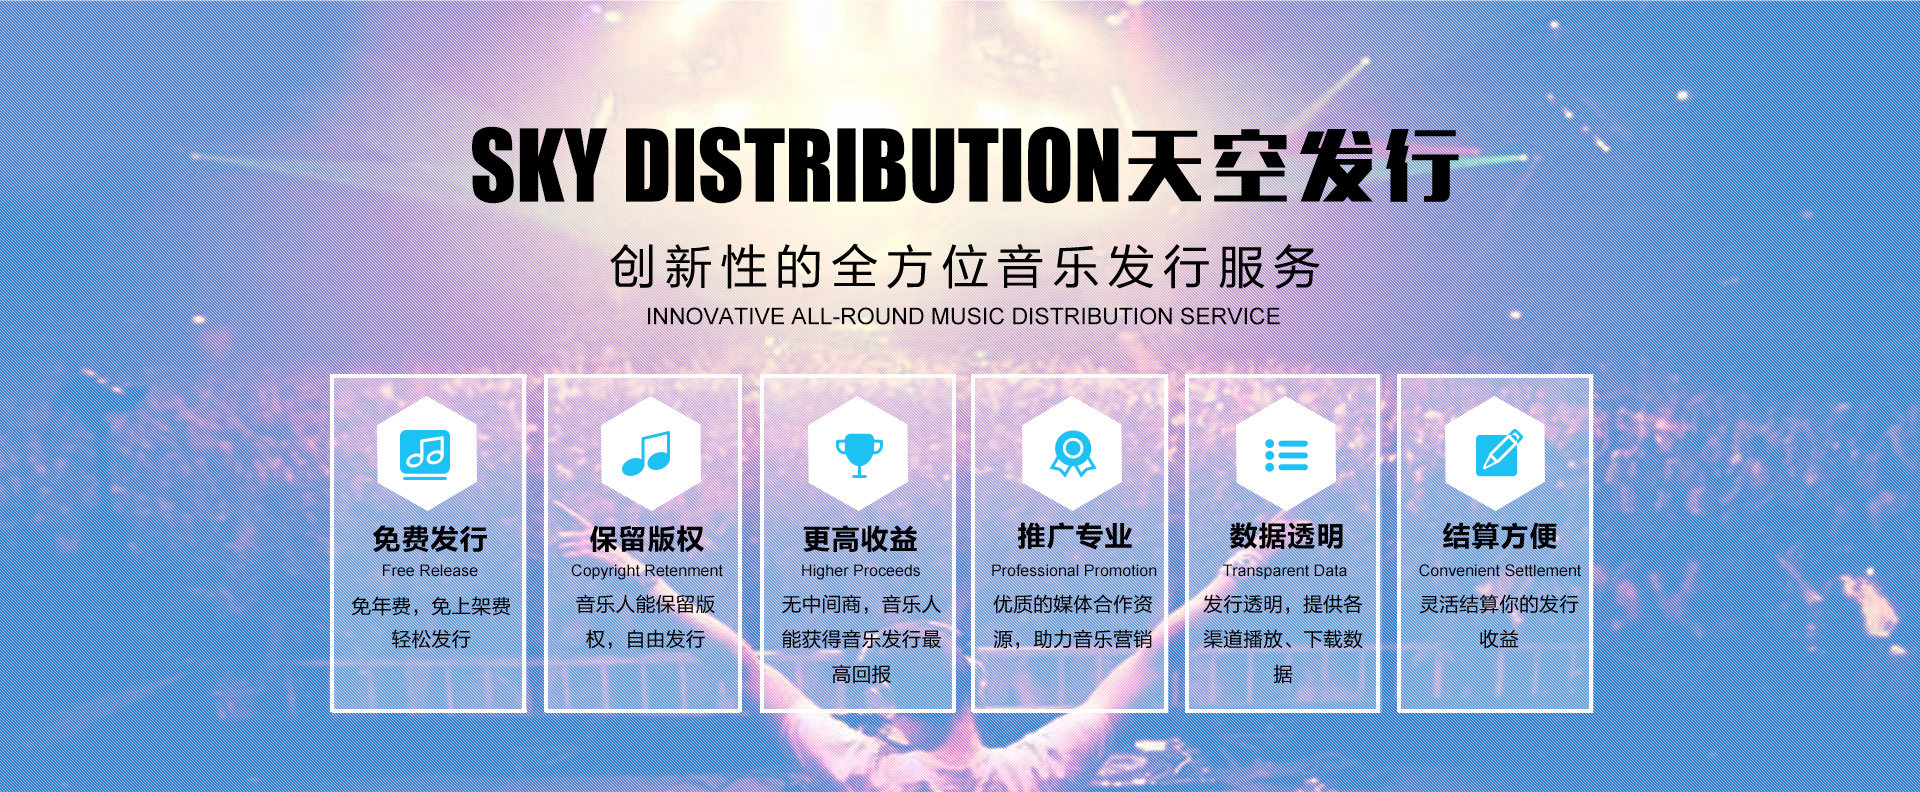 SKY DISTRIBUTION天空发行
创新性的全方位音乐发行服务
INNOVATIVE ALL-ROUND MUSIC DISTRIBUTION SERVICE
免费发行
Free Release
免年费，免上架费
轻松发行
保留版权
Copyright Retenment
音乐人能保留版
权，自由发行
更高收益
Higher Proceeds
无中间商，音乐人
能获得音乐发行最
高回报
推广专业
Professional Promotion
优质的媒体合作资
源，助力音乐营销
数据透明
Transparent Data
发行透明，提供各
渠道播放、下载数
据
结算方便
Convenient Settlement
灵活结算你的发行
收益